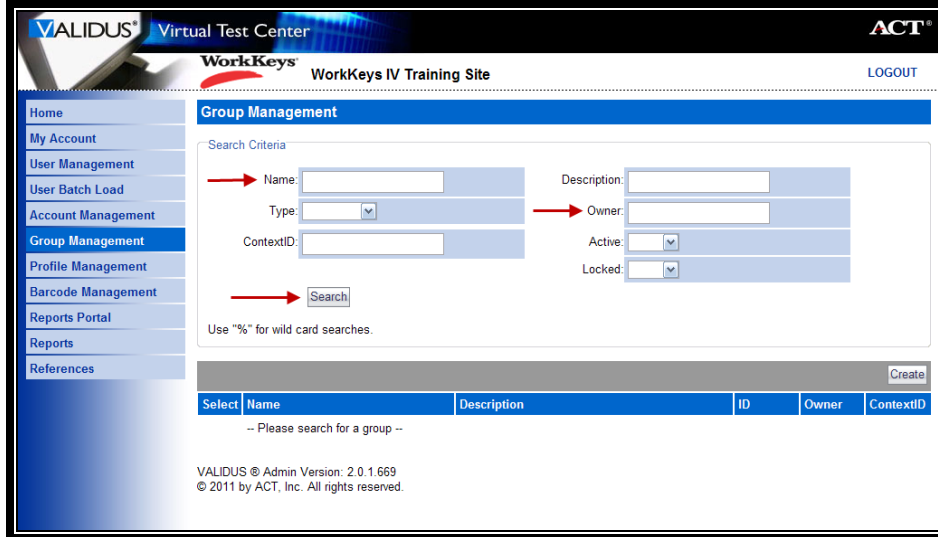 VALIDUS® Virtual Test Center ACT®
WorkKeys® WorkKeys IV Training Site LOGOUT
Home
My Account
User Management
User Batch Load
Account Management
Group Management
Profile Management
Barcode Management
Reports Portal
Reports
References
Group Management
Search Criteria
Name: Description:
Type: Owner:
ContextID: Active:
Locked:
Search
Use "%" for wild card searches.
Create
Select Name Description ID Owner ContextID
-- Please search for a group --
VALIDUS ® Admin Version: 2.0.1.669
© 2011 by ACT, Inc. All rights reserved.